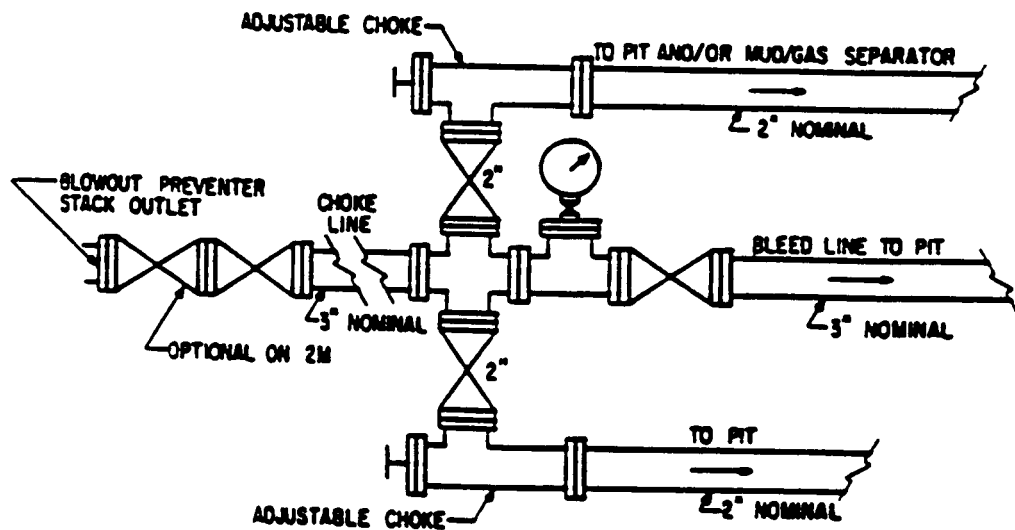 ADJUSTABLE CHOKE
TO PIT AND/OR MUD/GAS SEPARATOR
2" NOMINAL
2"
BLOWOUT PREVENTER
STACK OUTLET
CHOKE
LINE
BLEED LINE TO PIT
3" NOMINAL
3" NOMINAL
OPTIONAL ON 2M
2"
TO PIT
2" NOMINAL
ADJUSTABLE CHOKE